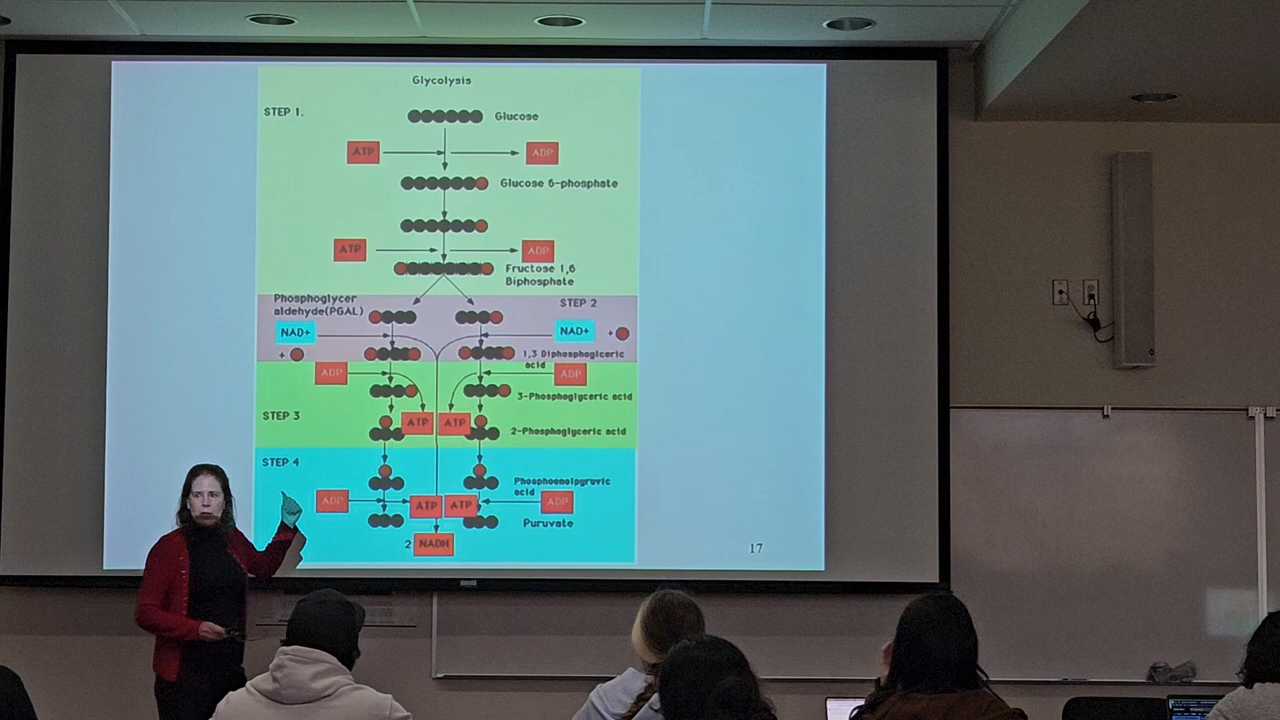 Glycolysis
STEP 1.
Glucose
ATP
ADP
Glucose 6-phosphate
ATP
ADP
Fructose 1,6
Biphosphate
Phosphoglycer
aldehyde(PGAL)
STEP 2
NAD+
NAD+
+
+
1,3 Diphosphoglceric
acid
ADP
ADP
3-Phosphoglyceric acid
STEP 3
ATP
ATP
2-Phosphoglyceric acid
STEP 4
Phosphoenolpyruvic
acid
ADP
ATP
ATP
ADP
Puruvate
2 NADH
17